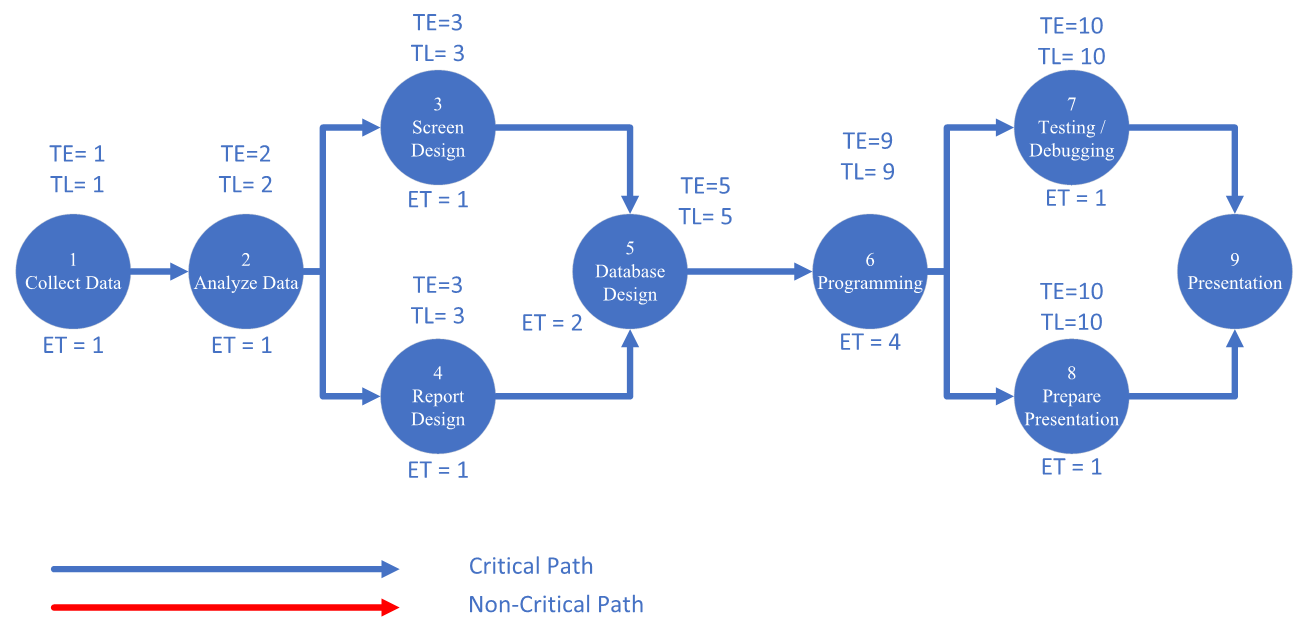 TE= 1
TL= 1
1
Collect Data
ET = 1
TE=2
TL= 2
2
Analyze Data
ET = 1
TE=3
TL= 3
3
Screen
Design
ET = 1
TE=3
TL= 3
4
Report
Design
ET = 1
TE=5
TL= 5
5
Database
Design
ET = 2
TE=9
TL= 9
6
Programming
ET = 4
TE=10
TL= 10
7
Testing /
Debugging
ET = 1
TE=10
TL=10
8
Prepare
Presentation
ET = 1
9
Presentation
Critical Path
Non-Critical Path